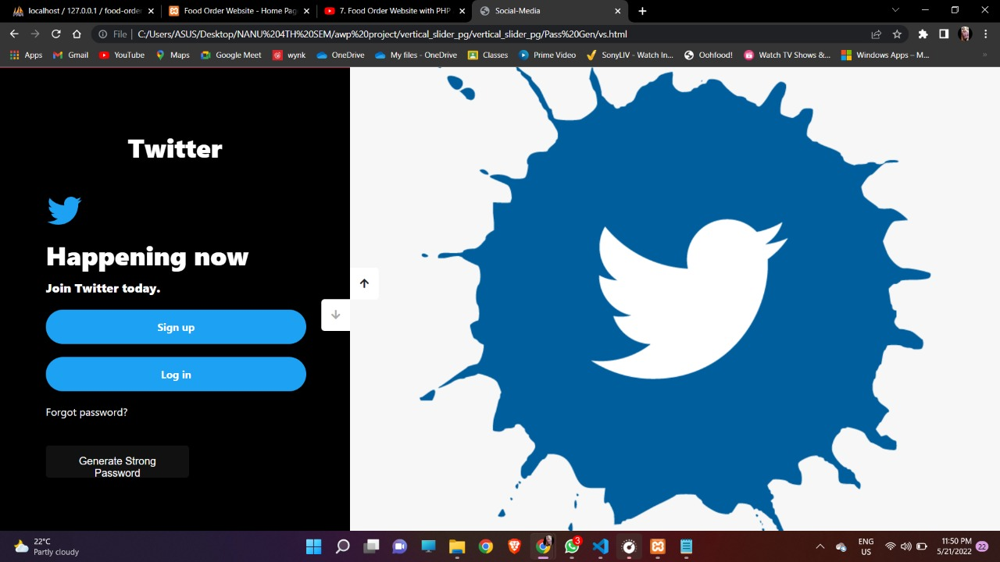 localhost / 127.0.0.1 / food-order
Food Order Website - Home Pag
7. Food Order Website with PHP
Social-Media
File
C:/Users/ASUS/Desktop/NANU%204TH%20SEM/awp%20project/vertical_slider_pg/vertical_slider_pg/Pass%20Gen/vs.html
Apps
Gmail
YouTube
Maps
Google Meet
wynk
OneDrive
My files - OneDrive
Classes
Prime Video
SonyLIV - Watch In...
Oohfood!
Watch TV Shows &...
Windows Apps – M...
Twitter
Happening now
Join Twitter today.
Sign up
Log in
Forgot password?
Generate Strong
Password
22°C
Partly cloudy
3
ENG
US
11:50 PM
5/21/2022
22